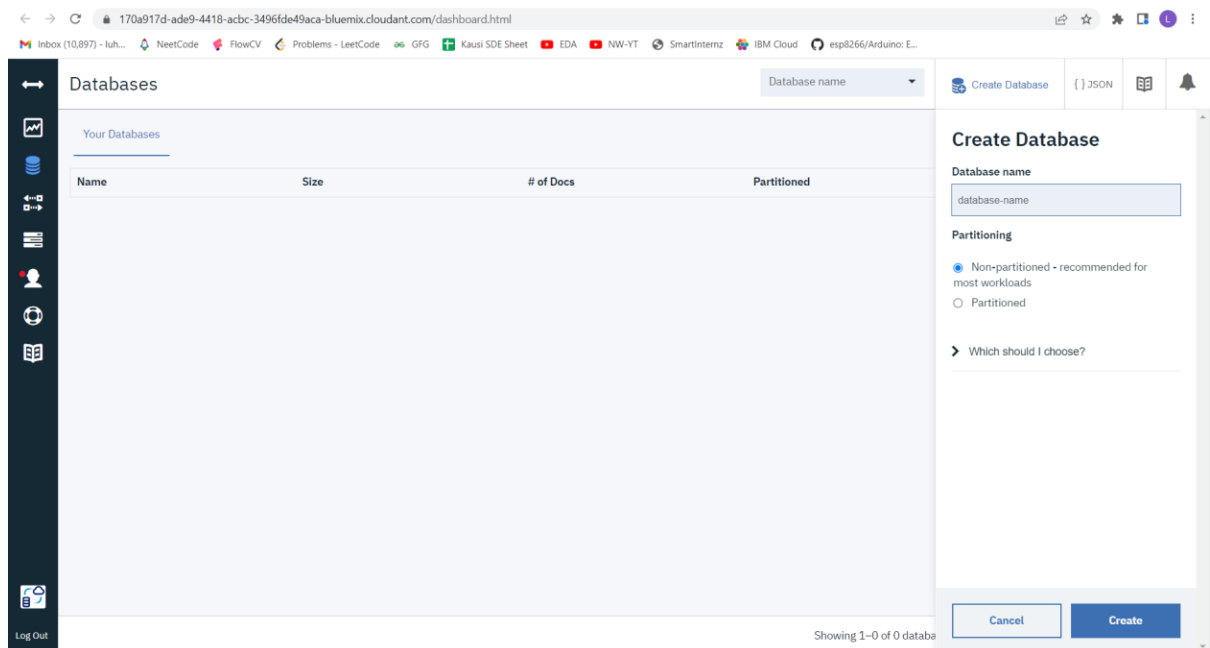 170a917d-ade9-4418-acbc-3496fde49aca-bluemix.cloudant.com/dashboard.html
L
Inbox (10,897) - luh... NeetCode FlowCV Problems - LeetCode GFG Kausi SDE Sheet EDA NW-YT SmartInternz IBM Cloud esp8266/Arduino: E...
Databases
Database name
Create Database
{ } JSON
Your Databases
Name Size # of Docs Partitioned
Create Database
Database name
database-name
Partitioning
Non-partitioned - recommended for
most workloads
Partitioned
Which should I choose?
Cancel
Create
Log Out
Showing 1–0 of 0 databa